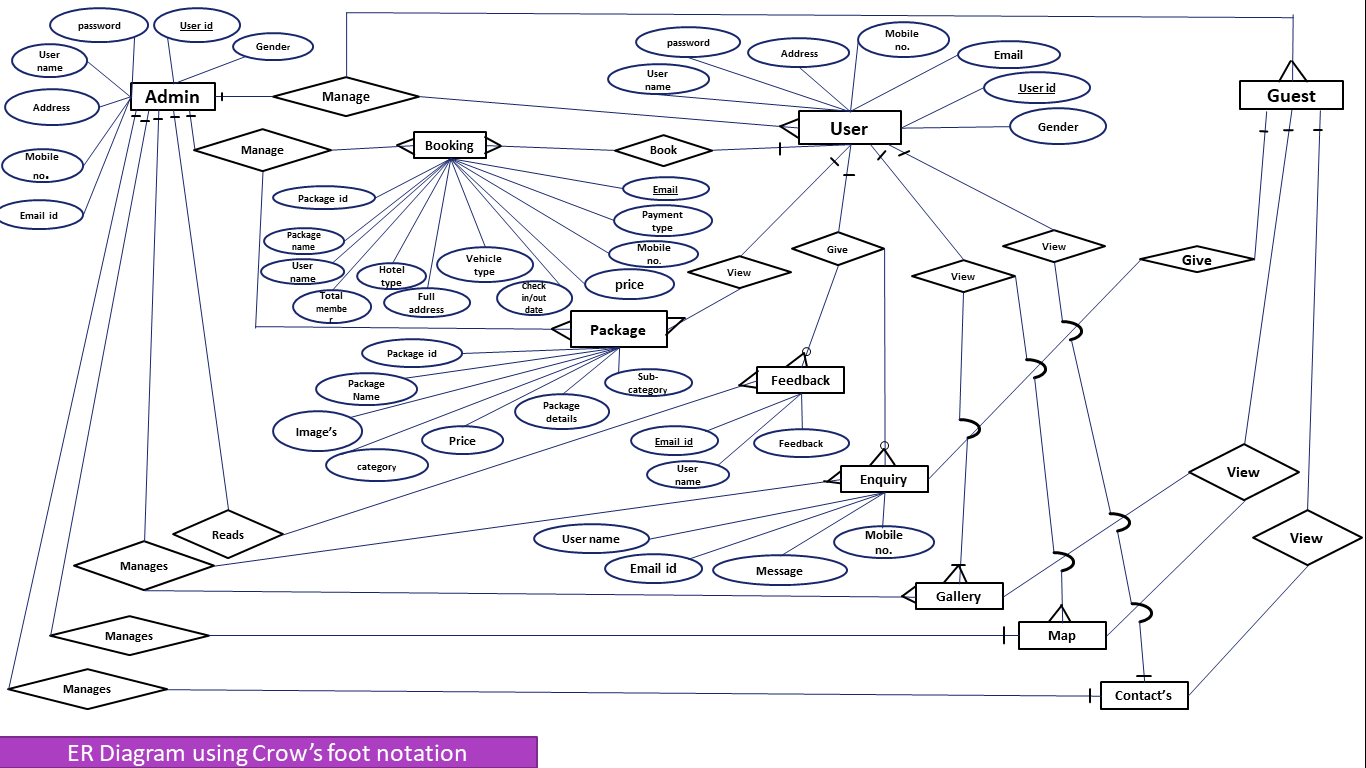 password
User id
Gender
User
name
Admin
Address
Mobile
no.
Email id
Manage
Manage
Booking
Book
password
Address
Mobile
no.
Email
User
name
User id
Gender
User
Guest
Package id
Package
name
User
name
Total
membe
r
Hotel
type
Full
address
Vehicle
type
Check
in/out
date
Email
Payment
type
Mobile
no.
price
View
Give
View
View
Give
Package
Package id
Package
Name
Image's
category
Price
Package
details
Sub-
category
Feedback
Email id
User
name
Feedback
Enquiry
User name
Email id
Message
Mobile
no.
View
View
Reads
Manages
Gallery
Manages
Map
Manages
Contact's
ER Diagram using Crow's foot notation